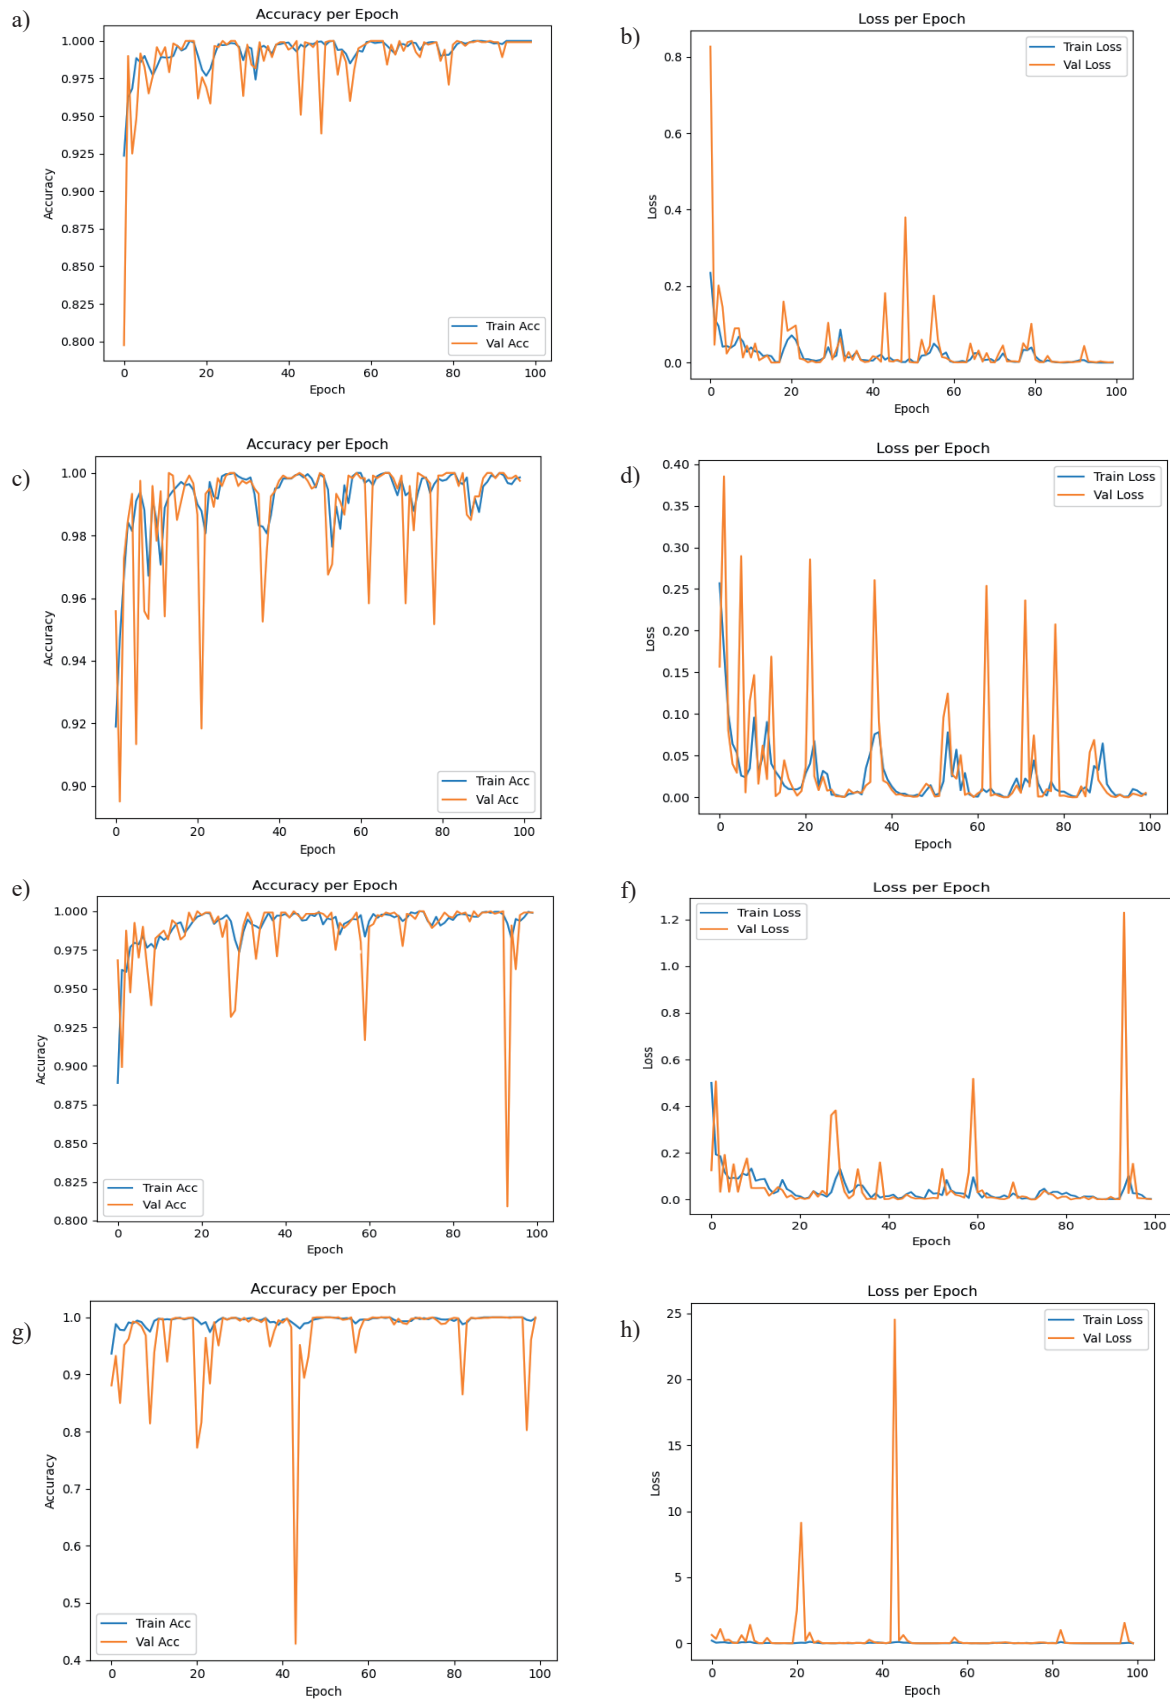 a)
Accuracy per Epoch
1.000
0.975
0.950
0.925
0.900
0.875
0.850
0.825
0.800
Accuracy
Train Acc
Val Acc
0 20 40 60 80 100
Epoch
b)
Loss per Epoch
Train Loss
Val Loss
0.8
0.6
0.4
0.2
0.0
Loss
0 20 40 60 80 100
Epoch
c)
Accuracy per Epoch
1.00
0.98
0.96
0.94
0.92
0.90
Accuracy
Train Acc
Val Acc
0 20 40 60 80 100
Epoch
d)
Loss per Epoch
Train Loss
Val Loss
0.40
0.35
0.30
0.25
0.20
0.15
0.10
0.05
0.00
Loss
0 20 40 60 80 100
Epoch
e)
Accuracy per Epoch
1.000
0.975
0.950
0.925
0.900
0.875
0.850
0.825
0.800
Accuracy
Train Acc
Val Acc
0 20 40 60 80 100
Epoch
f)
Loss per Epoch
Train Loss
Val Loss
1.2
1.0
0.8
0.6
0.4
0.2
0.0
Loss
0 20 40 60 80 100
Epoch
g)
Accuracy per Epoch
1.0
0.9
0.8
0.7
0.6
0.5
0.4
Accuracy
Train Acc
Val Acc
0 20 40 60 80 100
Epoch
h)
Loss per Epoch
Train Loss
Val Loss
25
20
15
10
5
0
Loss
0 20 40 60 80 100
Epoch